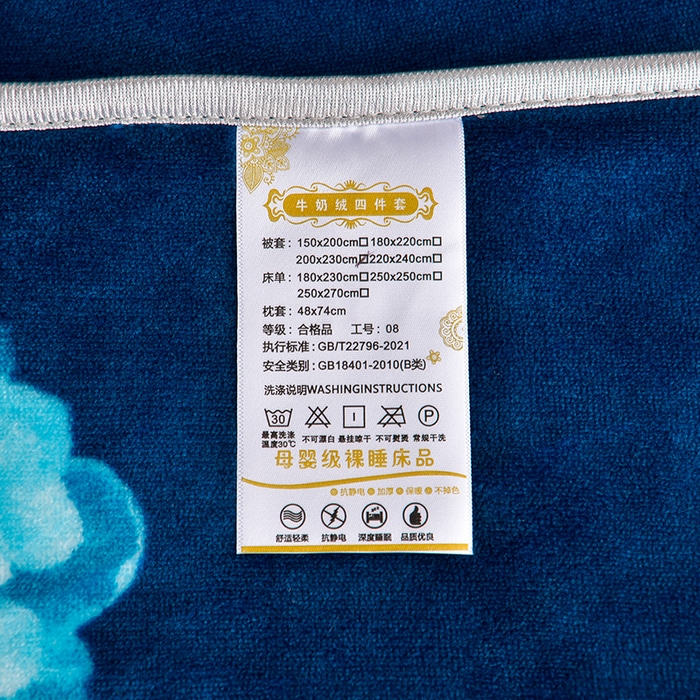 牛奶绒四件套
被套：150x200cm□180x220cm□
200x230cm☑220x240cm□
床单：180x230cm□250x250cm□
250x270cm□
枕套：48x74cm
等级：合格品 工号：08
执行标准：GB/T22796-2021
安全类别：GB18401-2010(B类)
洗涤说明WASHINGINSTRUCTIONS
30 P
最高洗涤温度30℃ 不可漂白 悬挂晾干 不可熨烫 常规干洗
母婴级裸睡床品
抗静电 加厚 保暖 不掉色
舒适轻柔 抗静电 深度睡眠 品质优良